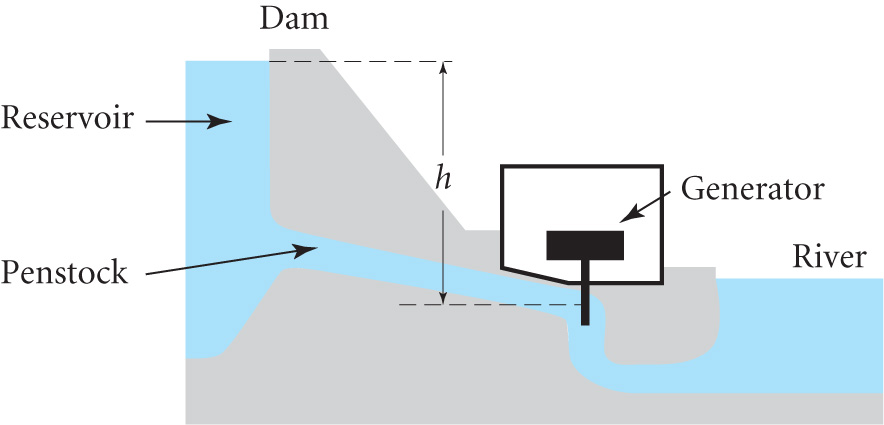 Dam
Reservoir
h
Generator
River
Penstock